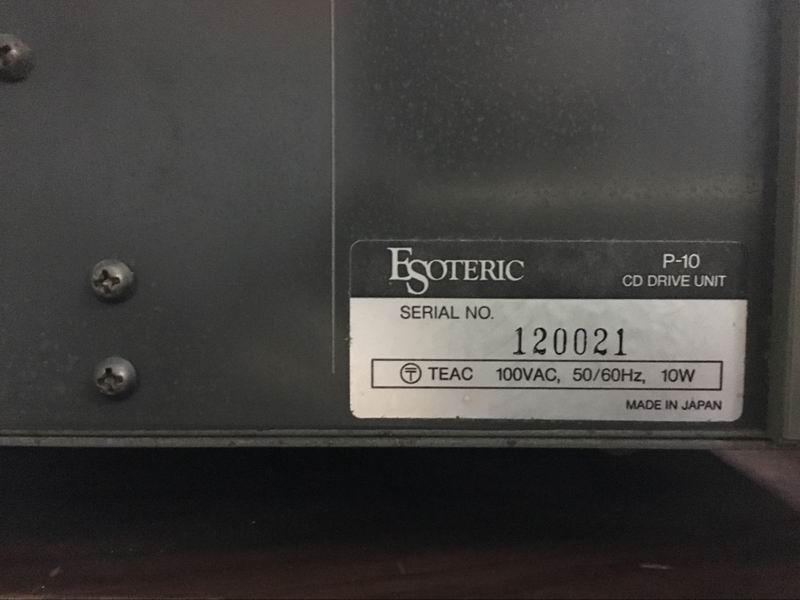 ESOTERIC
P-10
CD DRIVE UNIT
SERIAL NO.
120021
〒 TEAC 100VAC, 50/60Hz, 10W
MADE IN JAPAN